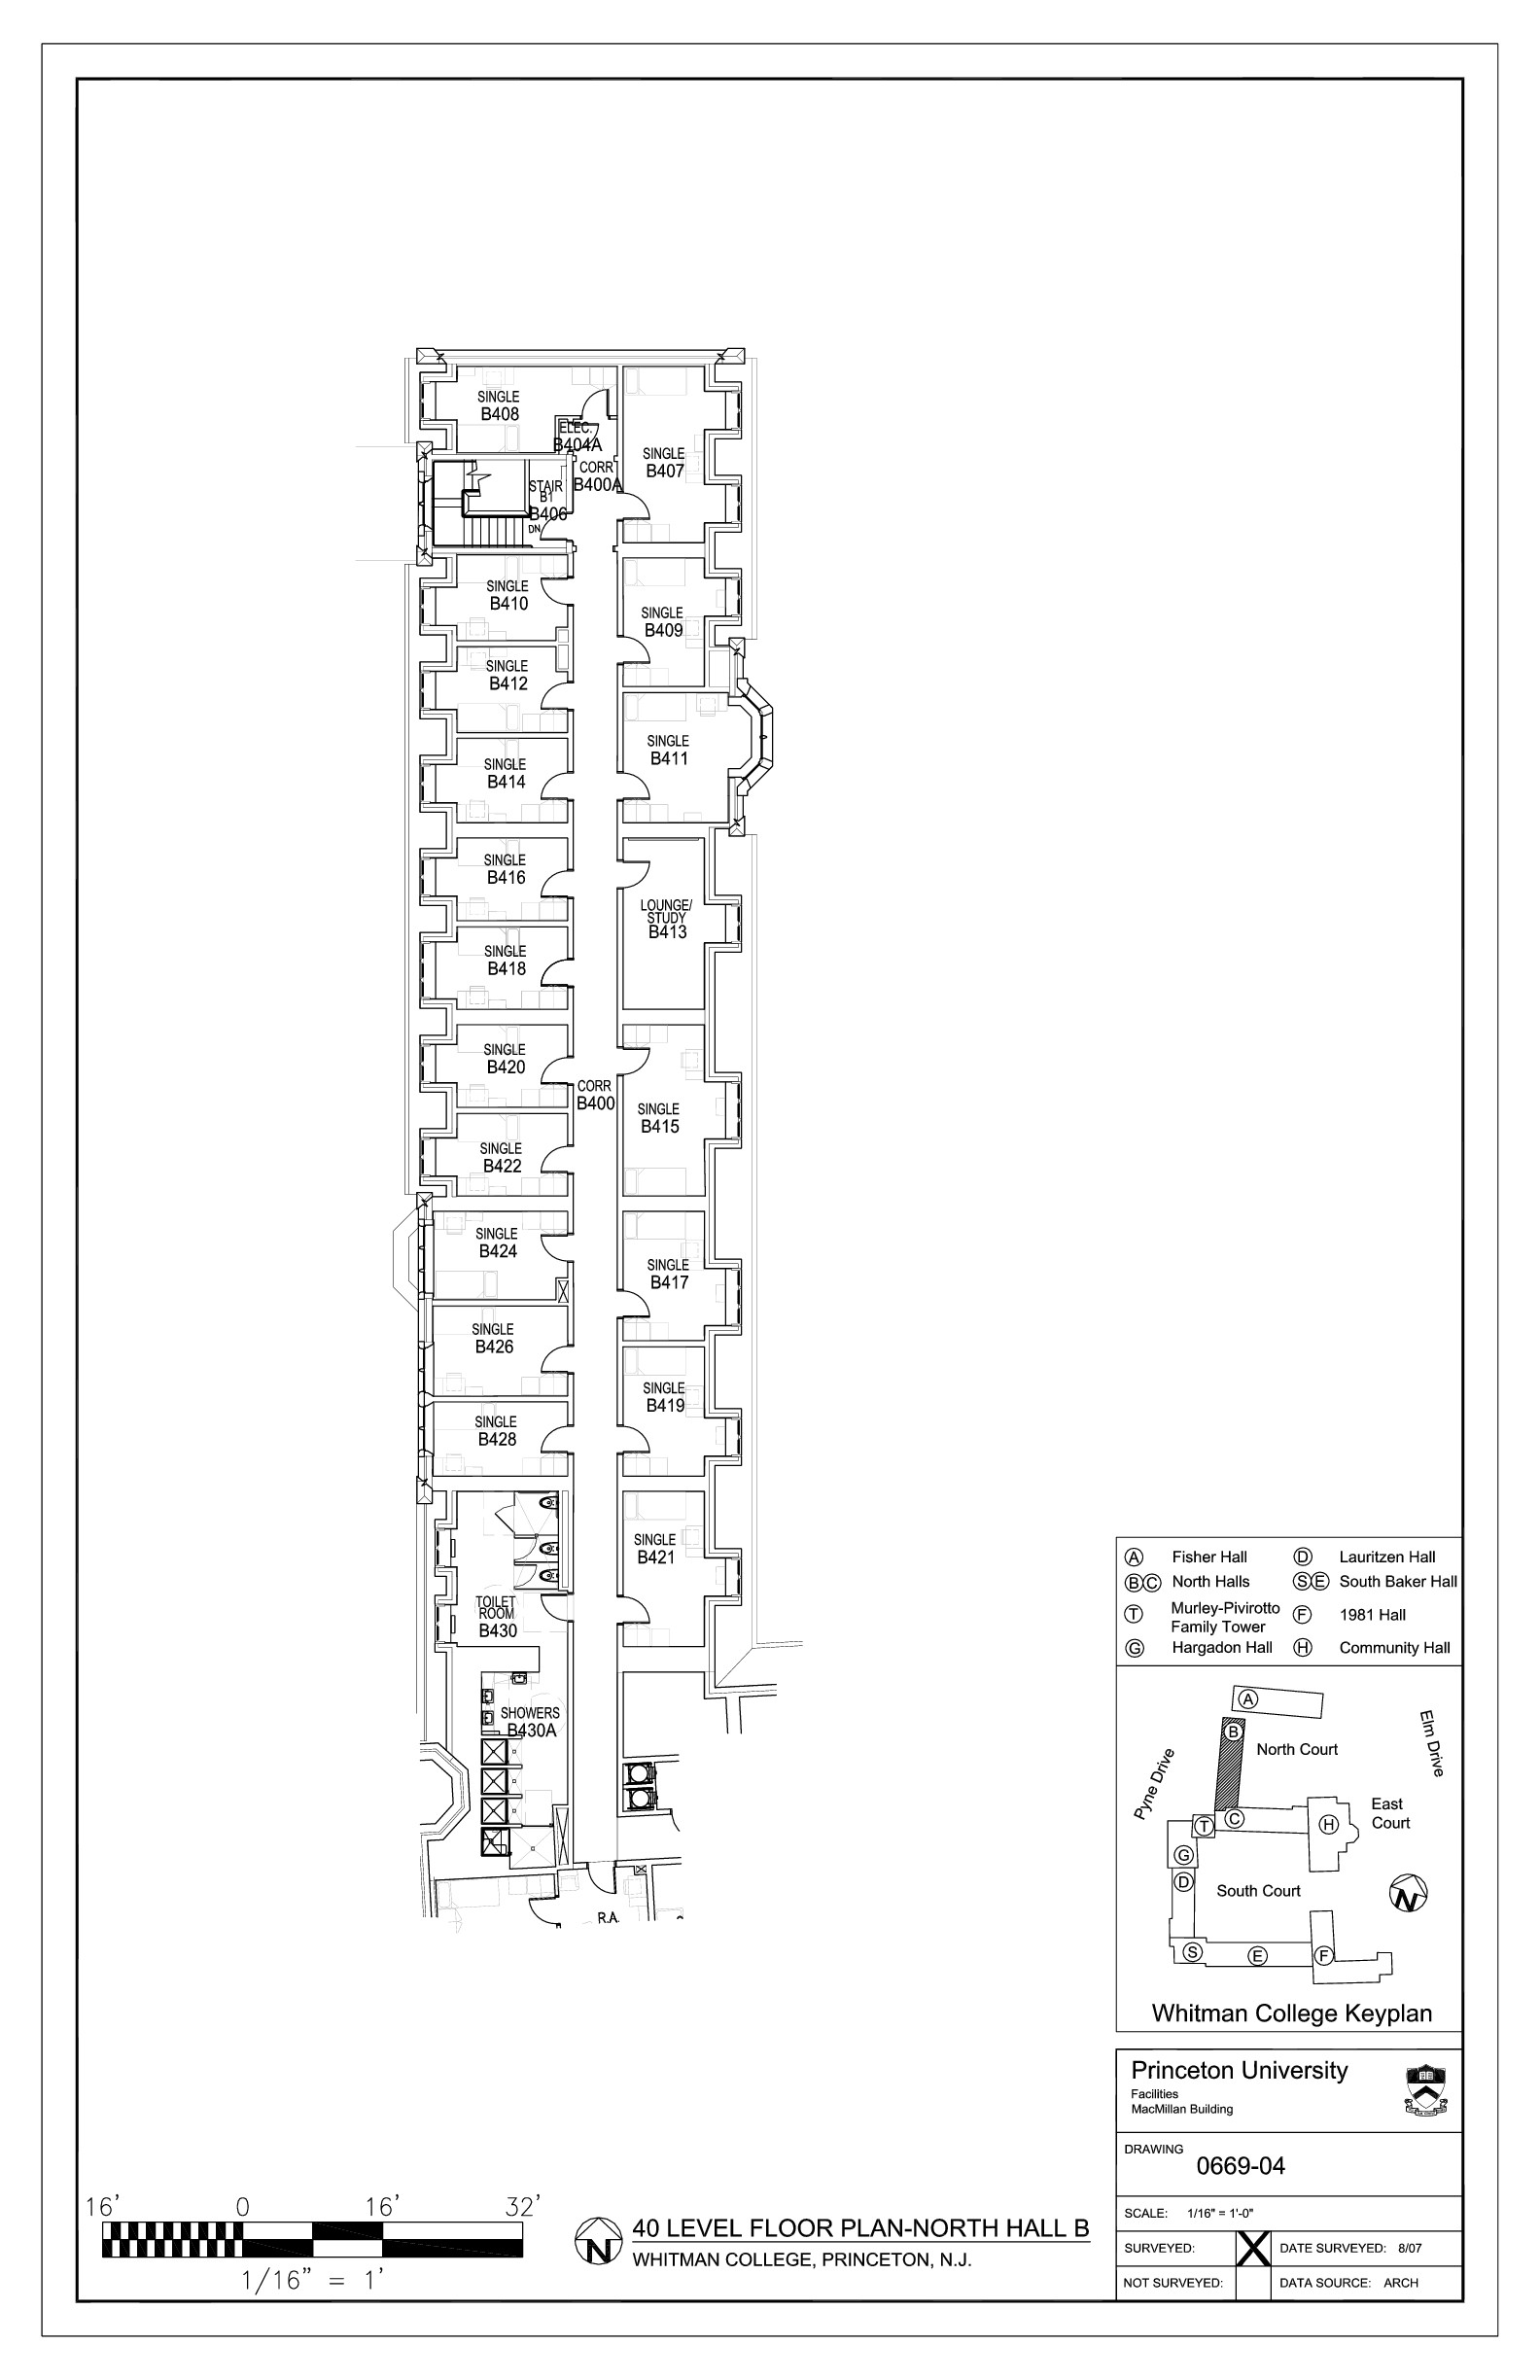 SINGLE
B408
ELEC.
B404A
CORR
B400A
SINGLE
B407
STAIR
B1
B406
DN
SINGLE
B410
SINGLE
B409
SINGLE
B412
SINGLE
B411
SINGLE
B414
SINGLE
B416
LOUNGE/
STUDY
B413
SINGLE
B418
SINGLE
B420
CORR
B400
SINGLE
B415
SINGLE
B422
SINGLE
B424
SINGLE
B417
SINGLE
B426
SINGLE
B419
SINGLE
B428
SINGLE
B421
TOILET
ROOM
B430
SHOWERS
B430A
R.A.
A Fisher Hall
D Lauritzen Hall
B C North Halls
S E South Baker Hall
T Murley-Pivirotto
Family Tower
F 1981 Hall
G Hargadon Hall
H Community Hall
A
B
North Court
Elm Drive
Pyne Drive
C
T
H
East
Court
G
D
South Court
N
S
E
F
Whitman College Keyplan
Princeton University
Facilities
MacMillan Building
DRAWING
0669-04
SCALE: 1/16" = 1'-0"
SURVEYED: X DATE SURVEYED: 8/07
NOT SURVEYED: DATA SOURCE: ARCH
16' 0 16' 32'
1/16" = 1'
N
40 LEVEL FLOOR PLAN-NORTH HALL B
WHITMAN COLLEGE, PRINCETON, N.J.